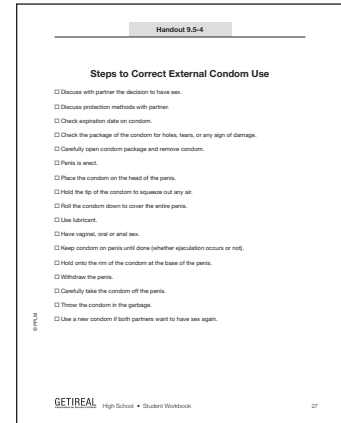 Handout 9.5-4
Steps to Correct External Condom Use
☐ Discuss with partner the decision to have sex.
☐ Discuss protection methods with partner.
☐ Check expiration date on condom.
☐ Check the package of the condom for holes, tears, or any sign of damage.
☐ Carefully open condom package and remove condom.
☐ Penis is erect.
☐ Place the condom on the head of the penis.
☐ Hold the tip of the condom to squeeze out any air.
☐ Roll the condom down to cover the entire penis.
☐ Use lubricant.
☐ Have vaginal, oral or anal sex.
☐ Keep condom on penis until done (whether ejaculation occurs or not).
☐ Hold onto the rim of the condom at the base of the penis.
☐ Withdraw the penis.
☐ Carefully take the condom off the penis.
☐ Throw the condom in the garbage.
☐ Use a new condom if both partners want to have sex again.
© PPLM
GET REAL High School • Student Workbook 27